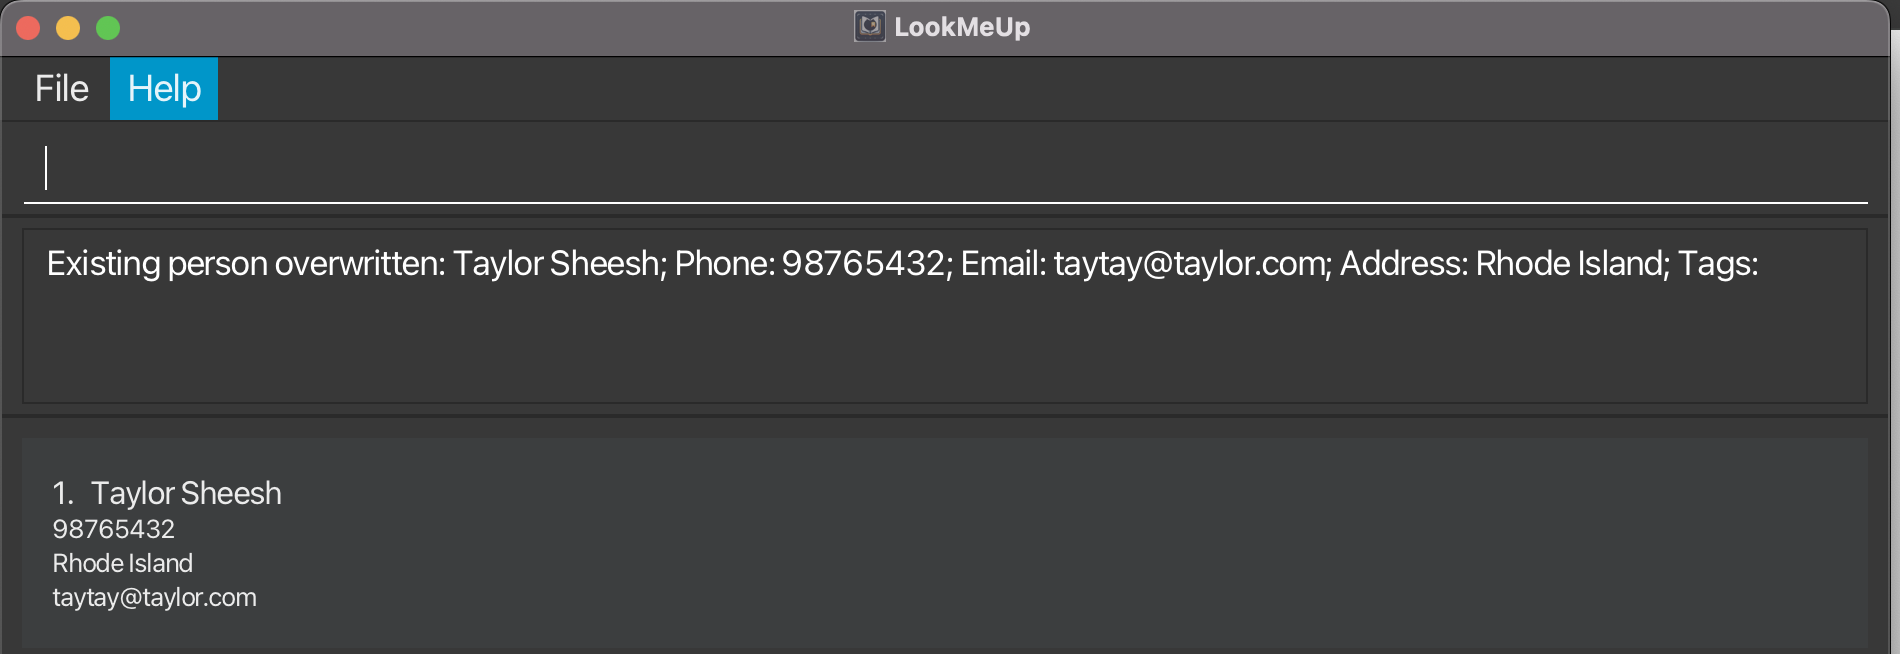 LookMeUp
File Help
Existing person overwritten: Taylor Sheesh; Phone: 98765432; Email: taytay@taylor.com; Address: Rhode Island; Tags:
1. Taylor Sheesh
98765432
Rhode Island
taytay@taylor.com